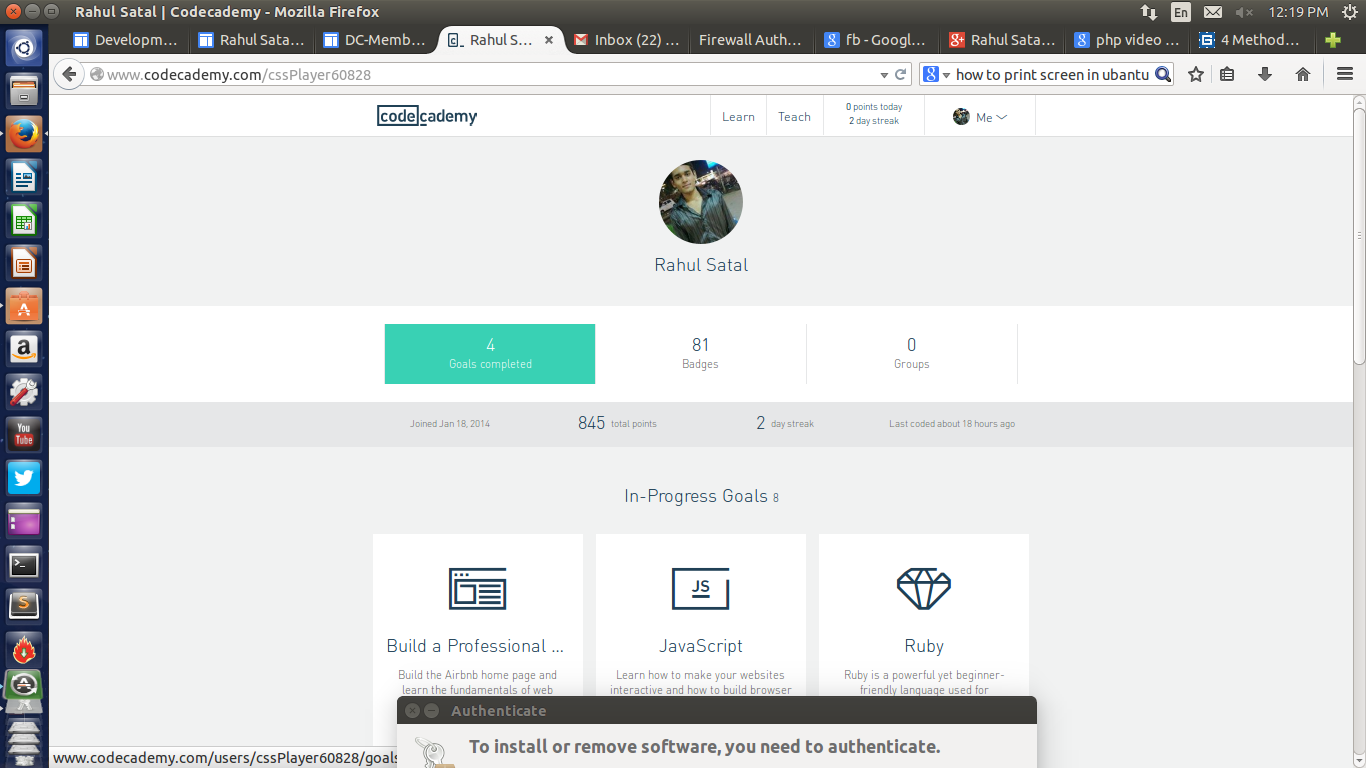 Rahul Satal | Codecademy - Mozilla Firefox
En
12:19 PM
Developm...
Rahul Sata...
DC-Memb...
Rahul S...
Inbox (22) ...
Firewall Auth...
fb - Googl...
Rahul Sata...
php video ...
4 Method...
www.codecademy.com/cssPlayer60828
how to print screen in ubantu
codecademy
Learn
Teach
0 points today
2 day streak
Me
Rahul Satal
4
Goals completed
81
Badges
0
Groups
Joined Jan 18, 2014
845 total points
2 day streak
Last coded about 18 hours ago
In-Progress Goals 8
Build a Professional ...
Build the Airbnb home page and
learn the fundamentals of web
JS
JavaScript
Learn how to make your websites
interactive and how to build browser
Ruby
Ruby is a powerful yet beginner-
friendly language used for
Authenticate
To install or remove software, you need to authenticate.
www.codecademy.com/users/cssPlayer60828/goals
You
Tube